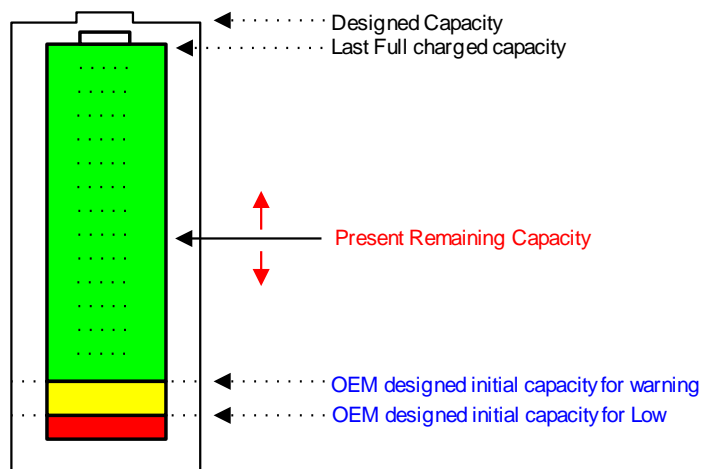 Designed Capacity
Last Full charged capacity
Present Remaining Capacity
OEM designed initial capacity for warning
OEM designed initial capacity for Low